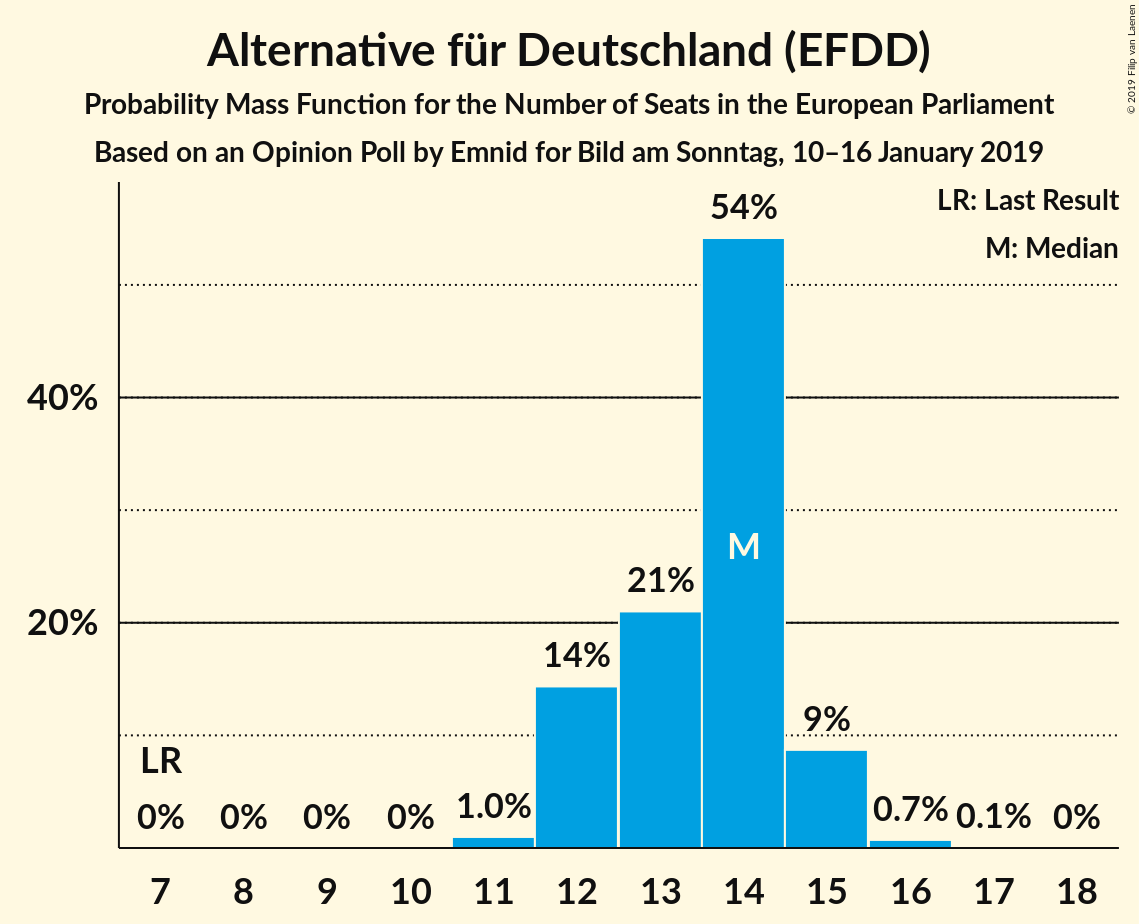 Alternative für Deutschland (EFDD)
Probability Mass Function for the Number of Seats in the European Parliament
Based on an Opinion Poll by Emnid for Bild am Sonntag, 10–16 January 2019
© 2019 Filip van Laenen
LR: Last Result
M: Median
54%
40%
M
21%
20%
14%
9%
LR
0% 0% 0% 0% 1.0% 0.7% 0.1% 0%
7 8 9 10 11 12 13 14 15 16 17 18